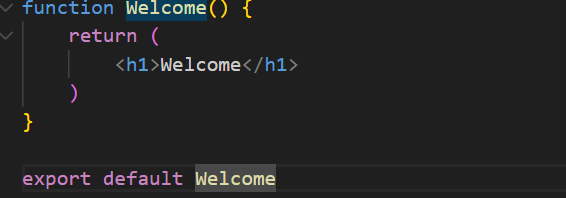 function Welcome() {
    return (
        <h1>Welcome</h1>
    )
}
export default Welcome